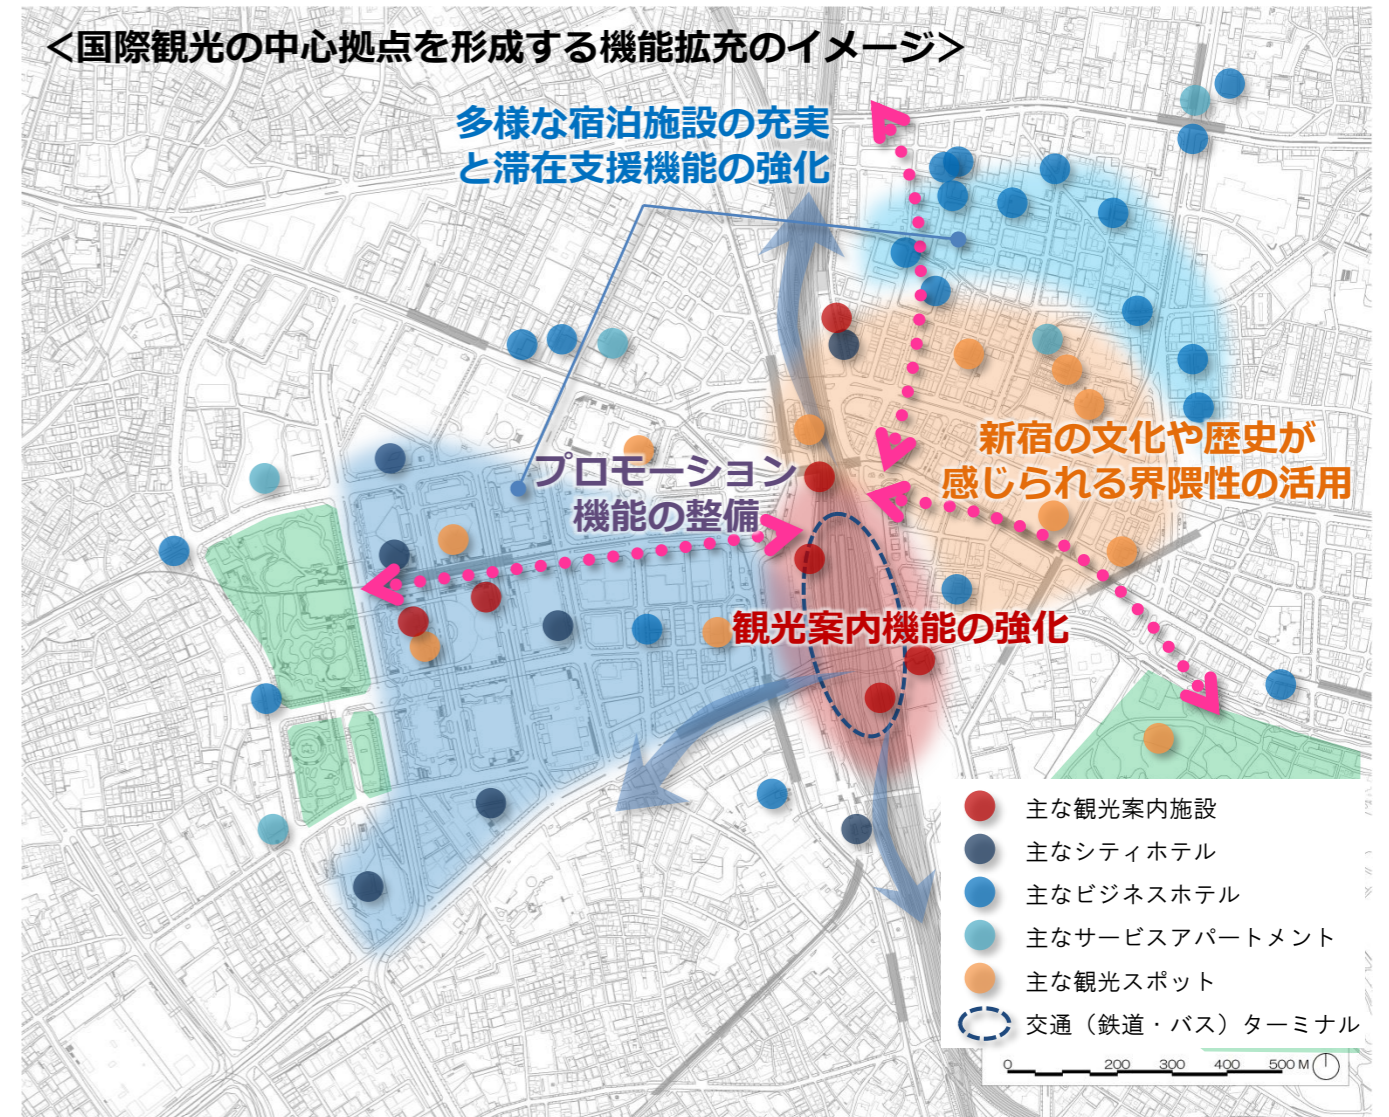 ＜国際観光の中心拠点を形成する機能拡充のイメージ＞
多様な宿泊施設の充実
と滞在支援機能の強化
新宿の文化や歴史が
感じられる界隈性の活用
プロモーション
機能の整備
観光案内機能の強化
主な観光案内施設
主なシティホテル
主なビジネスホテル
主なサービスアパートメント
主な観光スポット
交通（鉄道・バス）ターミナル
0 200 300 400 500 M